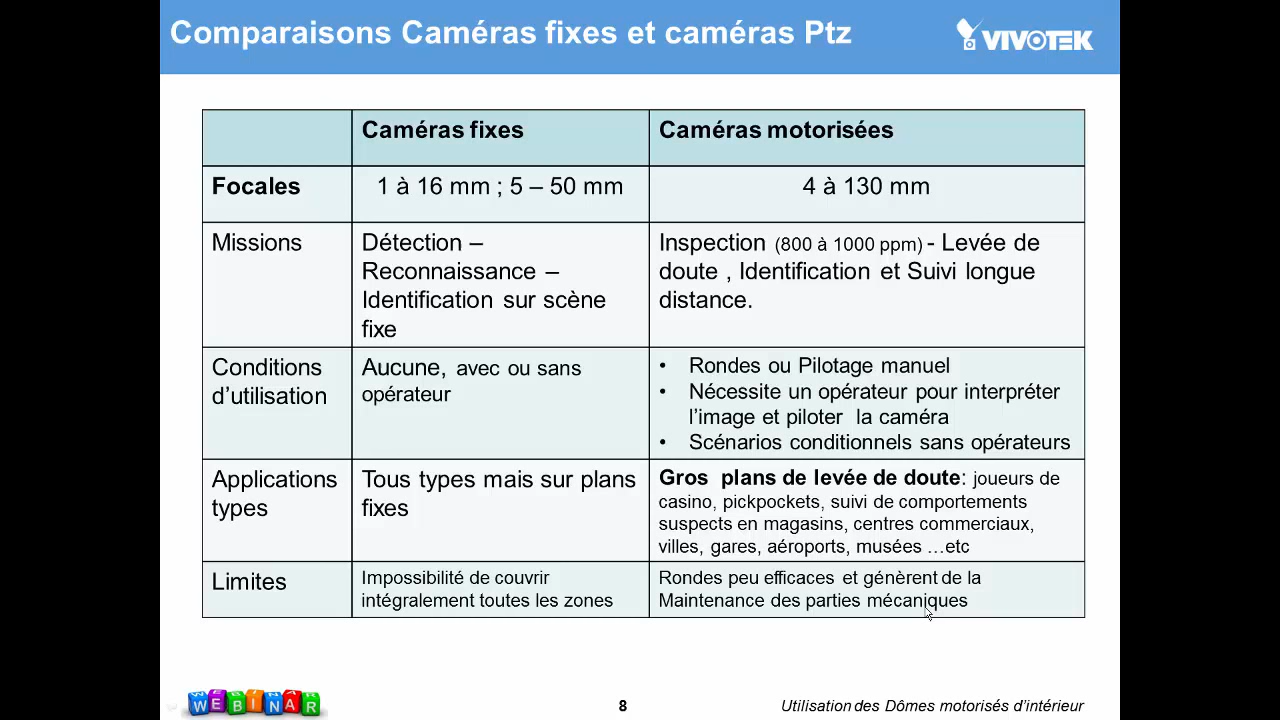 Comparaisons Caméras fixes et caméras Ptz
VIVOTEK
Caméras fixes
Caméras motorisées
Focales
1 à 16 mm ; 5 – 50 mm
4 à 130 mm
Missions
Détection –
Reconnaissance –
Identification sur scène
fixe
Inspection (800 à 1000 ppm) - Levée de
doute , Identification et Suivi longue
distance.
Conditions
d’utilisation
Aucune, avec ou sans
opérateur
• Rondes ou Pilotage manuel
• Nécessite un opérateur pour interpréter
l’image et piloter la caméra
• Scénarios conditionnels sans opérateurs
Applications
types
Tous types mais sur plans
fixes
Gros plans de levée de doute: joueurs de
casino, pickpockets, suivi de comportements
suspects en magasins, centres commerciaux,
villes, gares, aéroports, musées …etc
Limites
Impossibilité de couvrir
intégralement toutes les zones
Rondes peu efficaces et génèrent de la
Maintenance des parties mécaniques
WEBINAR
8
Utilisation des Dômes motorisés d’intérieur